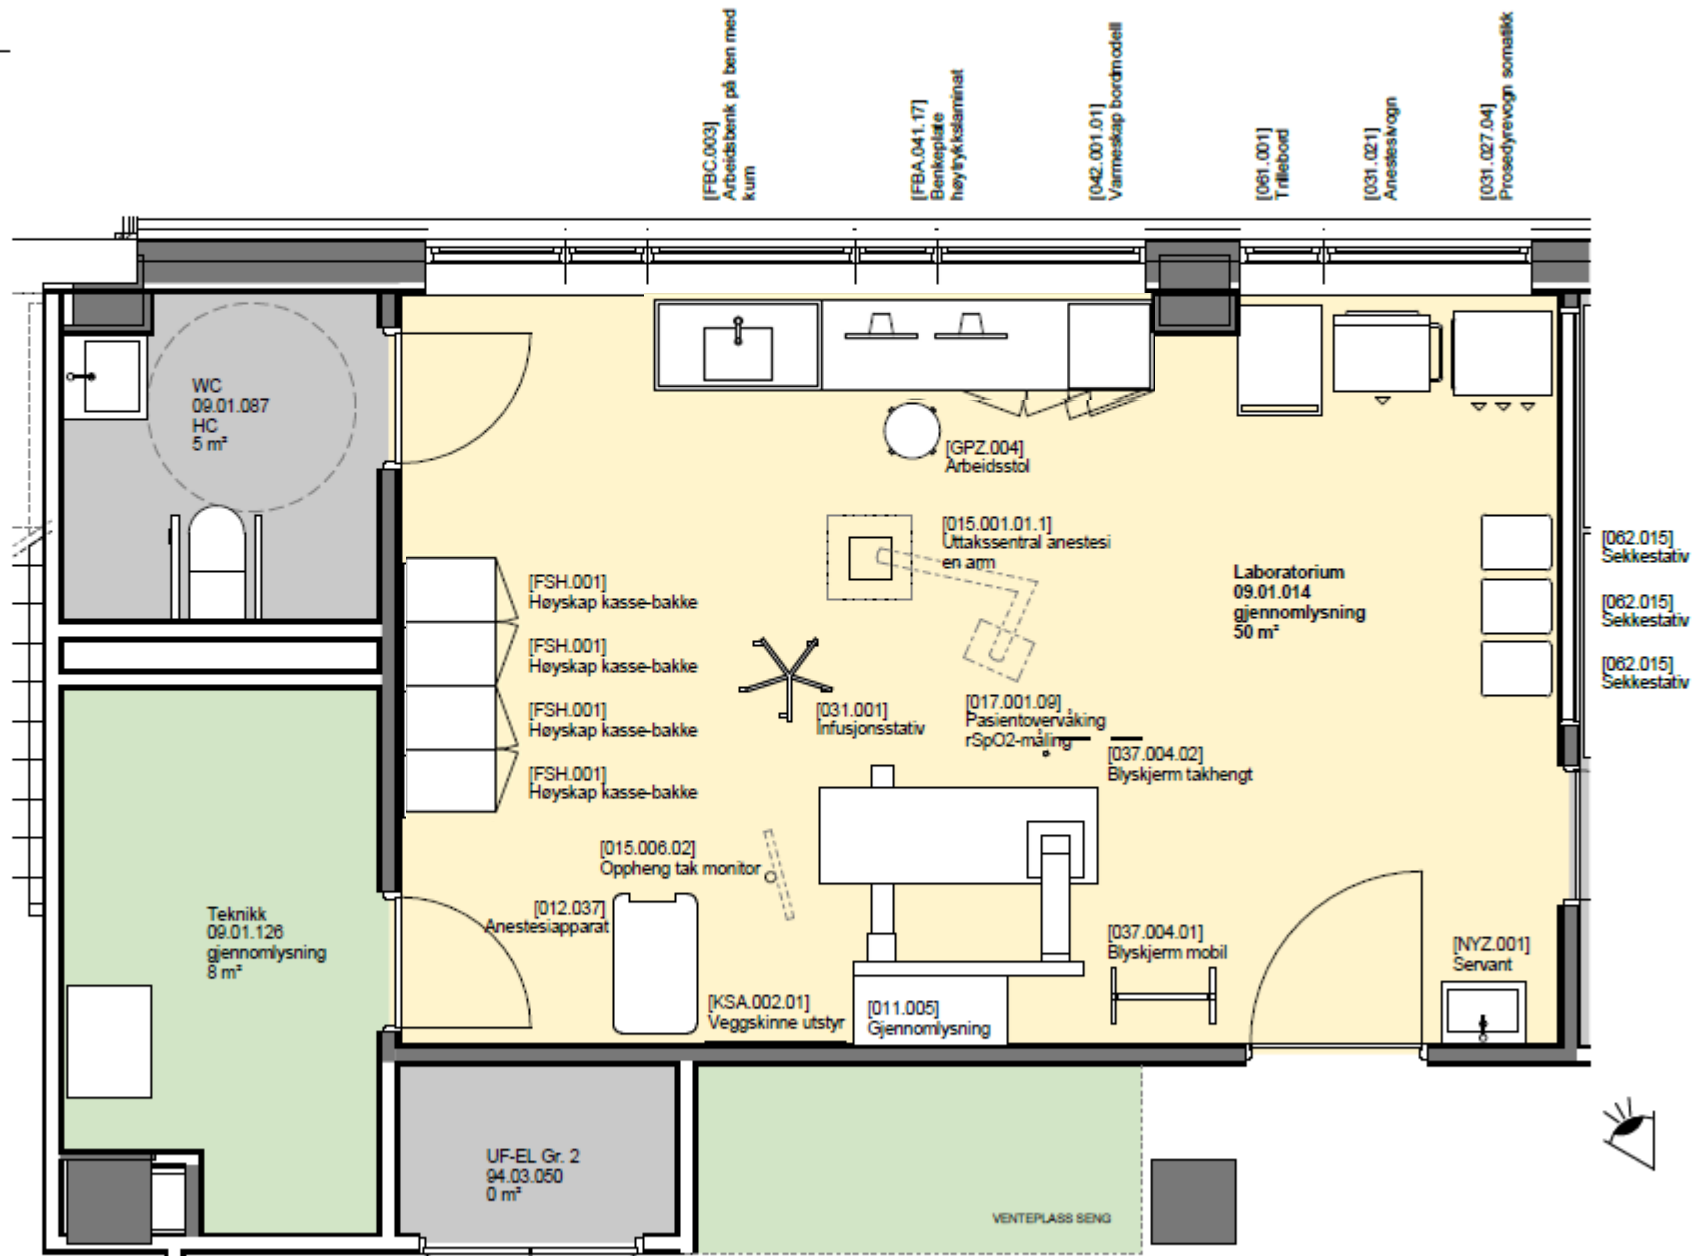 [FBC.003]
Arbeidsbenk på ben med
kum
[FBA.041.17]
Benkeplate
høytrykkslaminat
[042.001.01]
Varmeskap bordmodell
[061.001]
Trillebord
[031.021]
Anestesivogn
[031.027.04]
Prosedyrevogn somatikk
WC
09.01.087
HC
5 m²
[GPZ.004]
Arbeidsstol
[015.001.01.1]
Uttakssentral anestesi
en arm
Laboratorium
09.01.014
gjennomlysning
50 m²
[062.015]
Sekkestativ
[062.015]
Sekkestativ
[062.015]
Sekkestativ
[FSH.001]
Høyskap kasse-bakke
[FSH.001]
Høyskap kasse-bakke
[FSH.001]
Høyskap kasse-bakke
[FSH.001]
Høyskap kasse-bakke
[031.001]
Infusjonsstativ
[017.001.09]
Pasientovervåking
rSpO2-måling
[037.004.02]
Blyskjerm takhengt
[015.006.02]
Oppheng tak monitor
[012.037]
Anestesiapparat
Teknikk
09.01.126
gjennomlysning
8 m²
[037.004.01]
Blyskjerm mobil
[NYZ.001]
Servant
[KSA.002.01]
Veggskinne utstyr
[011.005]
Gjennomlysning
UF-EL Gr. 2
94.03.050
0 m²
VENTEPLASS SENG